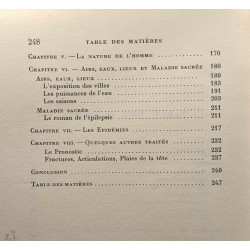 248 TABLE DES MATIÈRES
CHAPITRE V. — LA NATURE DE L'HOMME 170
CHAPITRE VI. — AIRS, EAUX, LIEUX ET MALADIE SACRÉE 180
AIRS, EAUX, LIEUX 180
L'exposition des villes 183
Les puissances de l'eau 191
Les saisons 203
MALADIE SACRÉE 211
Le roman de l'épilepsie 211
CHAPITRE VII. — LES EPIDÉMIES 217
CHAPITRE VIII. — QUELQUES AUTRES TRAITÉS 232
Le Pronostic 232
Fractures, Articulations, Plaies de la tête 237
CONCLUSION 240
TABLE DES MATIÈRES 247